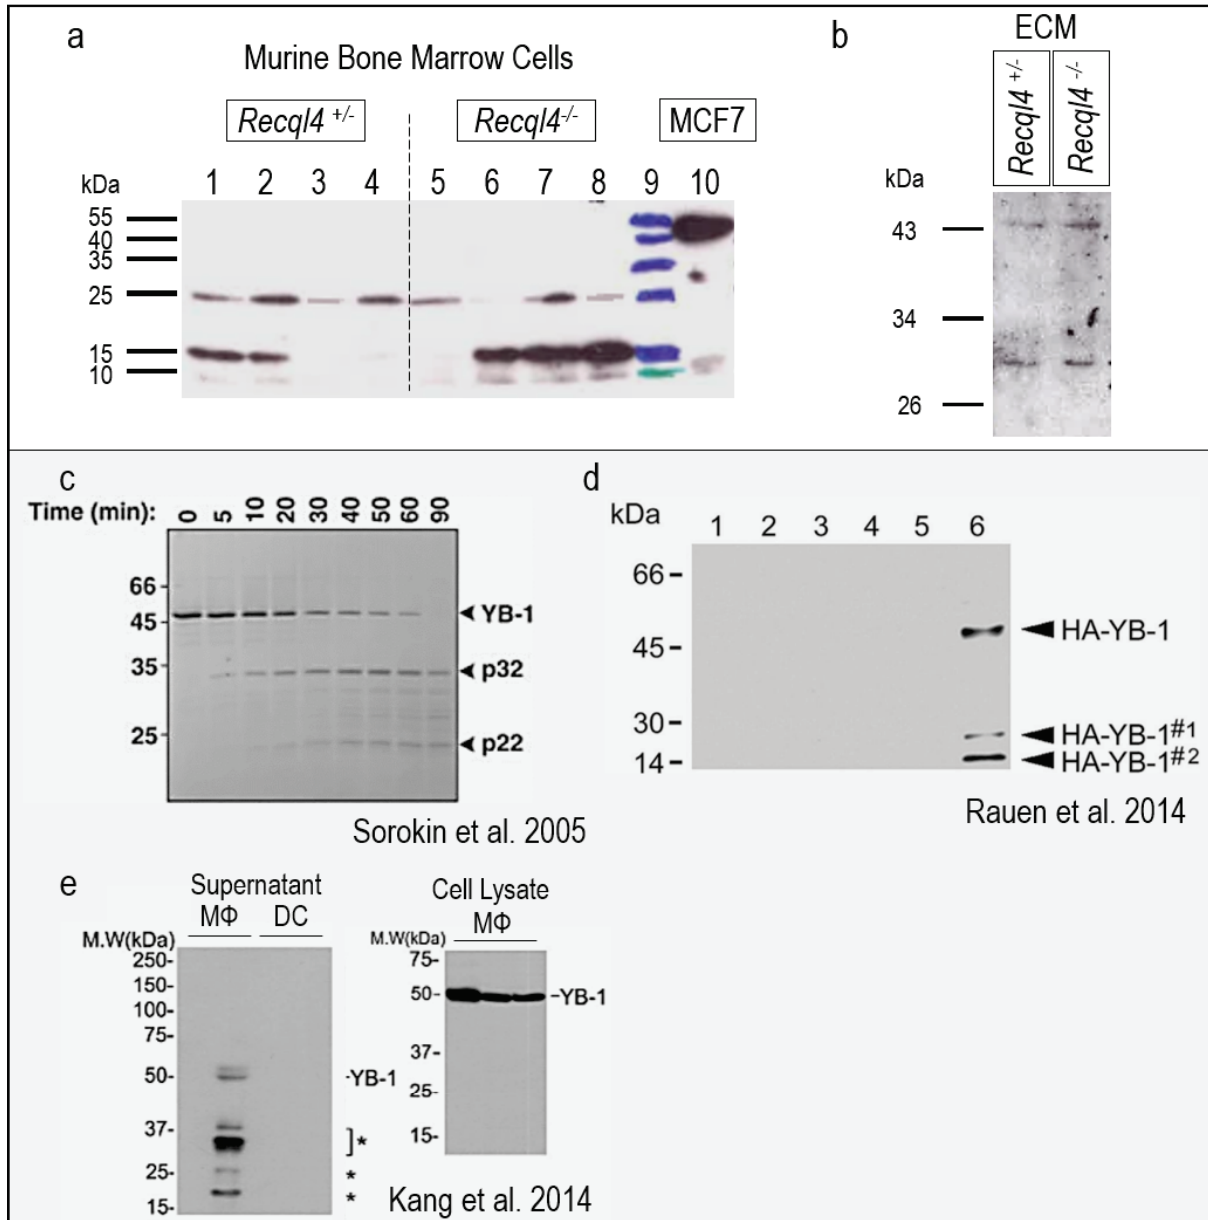 a
Murine Bone Marrow Cells
Recql4 +/-
Recql4-/-
MCF7
kDa
1 2 3 4 5 6 7 8 9 10
55
40
35
25
15
10
b
ECM
Recql4 +/-
Recql4 -/-
kDa
43
34
26
c
Time (min): 0 5 10 20 30 40 50 60 90
66
45
35
25
YB-1
p32
p22
Sorokin et al. 2005
d
kDa
1 2 3 4 5 6
66
45
30
14
HA-YB-1
HA-YB-1#1
HA-YB-1#2
Rauen et al. 2014
e
Supernatant
MΦ DC
M.W(kDa)
250-
150-
100-
75-
50-
37-
25-
15-
-YB-1
]*
*
*
Cell Lysate
MΦ
M.W(kDa)
75-
50-
37-
25-
15-
-YB-1
Kang et al. 2014